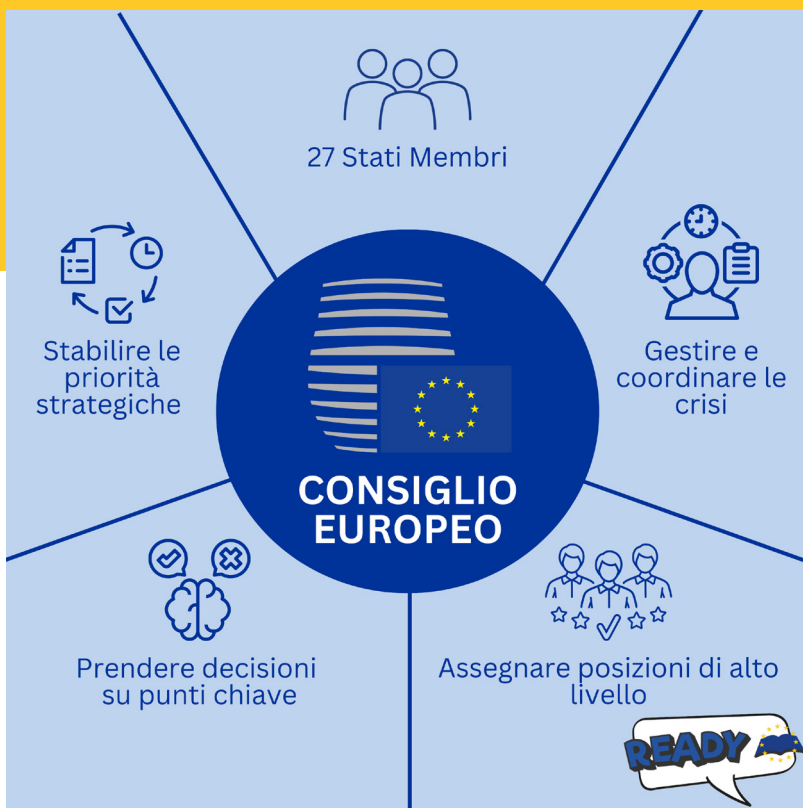 27 Stati Membri
Stabilire le
priorità
strategiche
Gestire e
coordinare le
crisi
CONSIGLIO
EUROPEO
Prendere decisioni
su punti chiave
Assegnare posizioni di alto
livello
READY